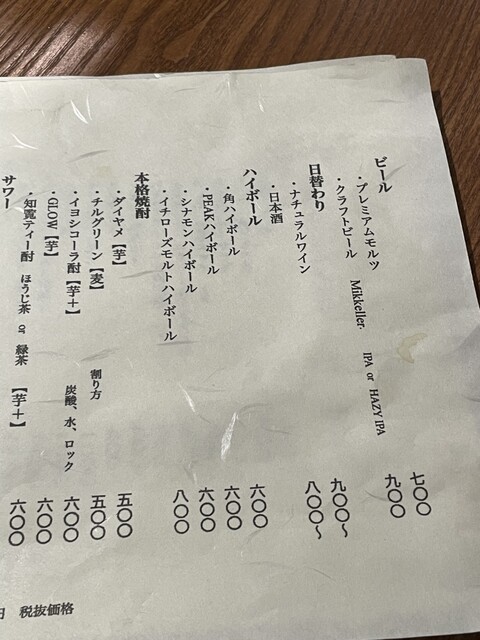 ビール
・プレミアムモルツ 七〇〇
・クラフトビール Mikkeller. IPA or HAZY IPA 九〇〇
日替わり
・ナチュラルワイン 九〇〇〜
・日本酒 八〇〇〜
ハイボール
・角ハイボール 六〇〇
・PEAKハイボール 六〇〇
・シナモンハイボール 六〇〇
・イチローズモルトハイボール 八〇〇
本格焼酎
・ダイヤメ【芋】 五〇〇
・チルグリーン【麦】 割り方 五〇〇
・イヨシコーラ酎【芋+】 炭酸、水、ロック 六〇〇
・GLOW【芋】 六〇〇
・知覧ティー酎 ほうじ茶 or 緑茶 【芋+】 六〇〇
サワー
円 税抜価格